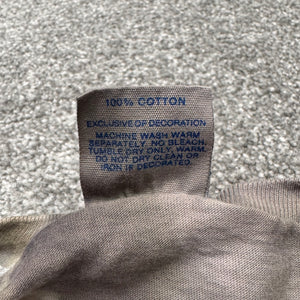 100% COTTON
EXCLUSIVE OF DECORATION
MACHINE WASH WARM
SEPARATELY, NO BLEACH,
TUMBLE DRY ONLY, WARM.
DO NOT DRY CLEAN OR
IRON IF DECORATED.